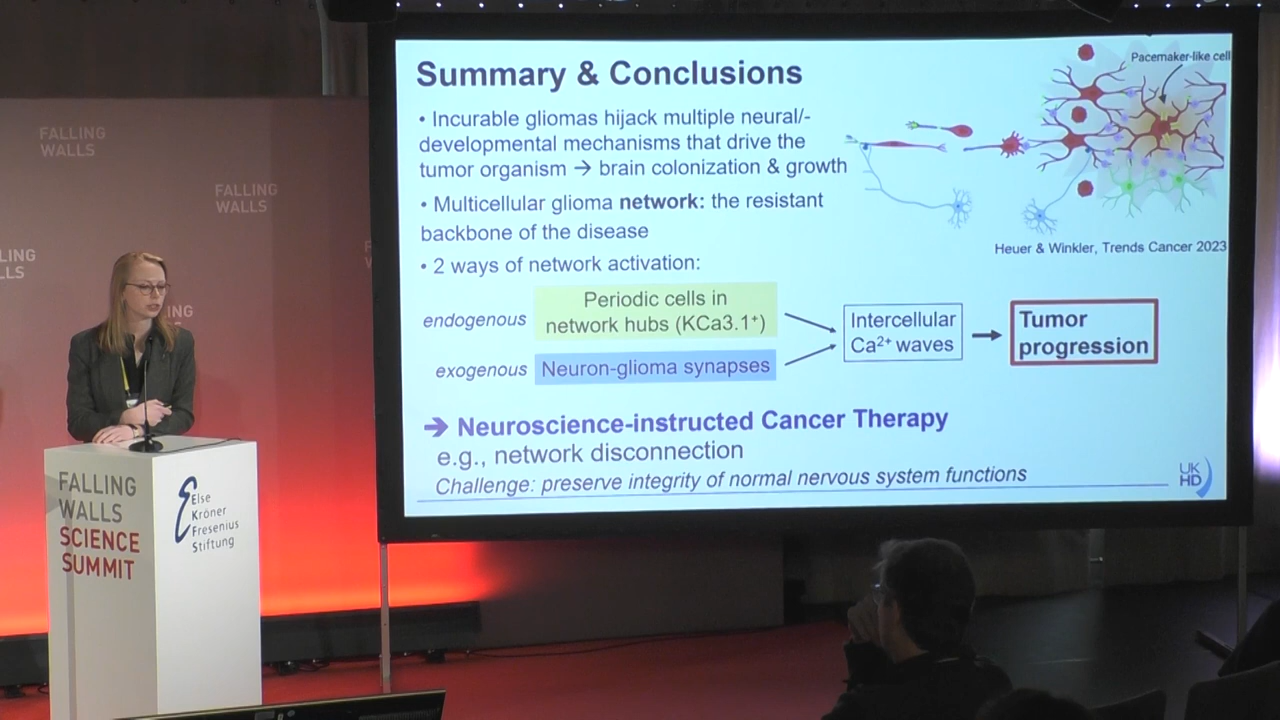 FALLING
WALLS
FALLING
WALLS
LING
LLS
ING
Summary & Conclusions
• Incurable gliomas hijack multiple neural/-
developmental mechanisms that drive the
tumor organism → brain colonization & growth
• Multicellular glioma network: the resistant
backbone of the disease
• 2 ways of network activation:
endogenous
Periodic cells in
network hubs (KCa3.1⁺)
exogenous
Neuron-glioma synapses
Intercellular
Ca²⁺ waves
Tumor
progression
Pacemaker-like cell
Heuer & Winkler, Trends Cancer 2023
➔ Neuroscience-instructed Cancer Therapy
e.g., network disconnection
Challenge: preserve integrity of normal nervous system functions
UK
HD
FALLING
WALLS
SCIENCE
SUMMIT
Else
Kröner
Fresenius
Stiftung